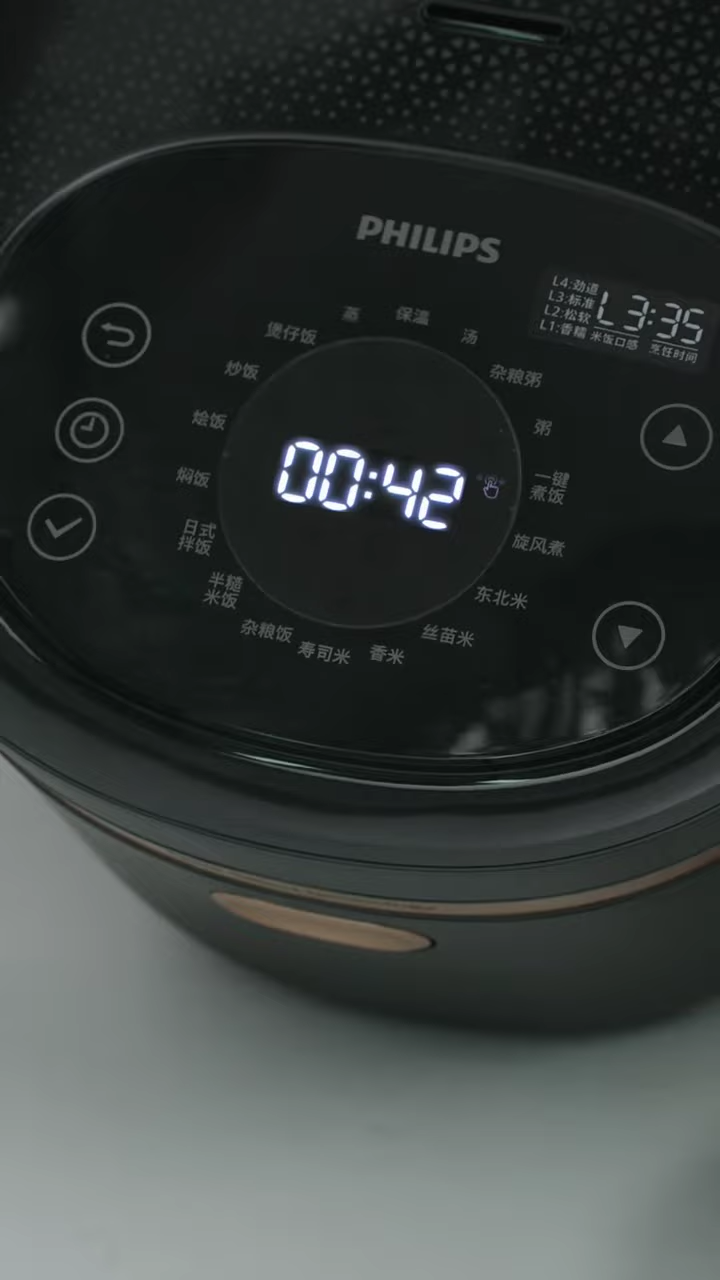 PHILIPS
L4:劲道
L3:标准
L2:松软
L1:香糯
L3:35
米饭口感
烹饪时间
蒸
保温
汤
杂粮粥
粥
一键
煮饭
旋风煮
东北米
丝苗米
香米
寿司米
杂粮饭
半糙
米饭
日式
拌饭
焖饭
烩饭
炒饭
煲仔饭
00:42